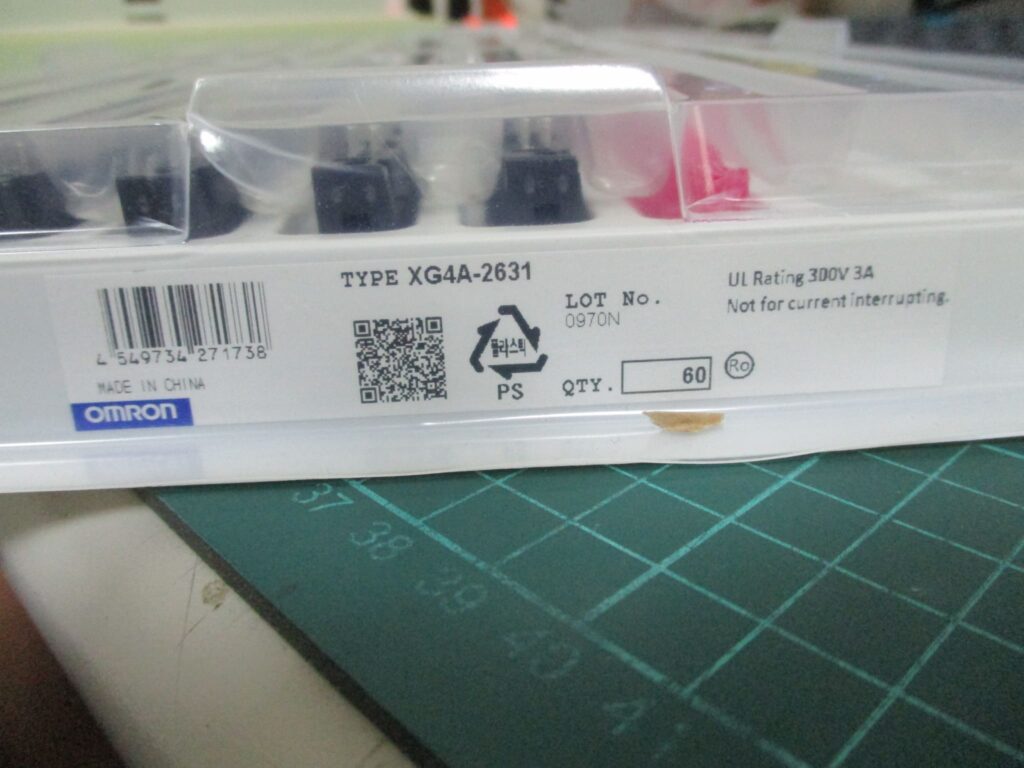 TYPE XG4A-2631
4 549734 271738
MADE IN CHINA
OMRON
플라스틱
PS
LOT No.
0970N
QTY. 60
Ro
UL Rating 300V 3A
Not for current interrupting.
37
38
39
40
41